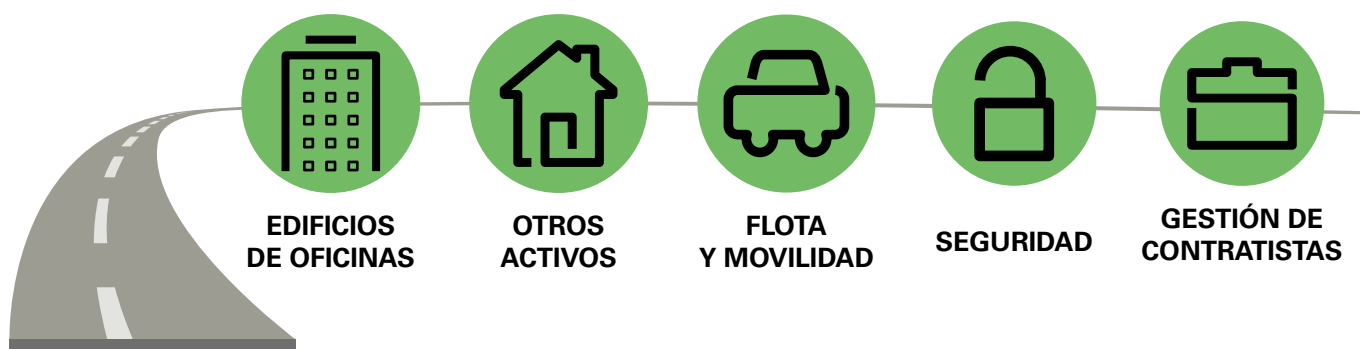 EDIFICIOS
DE OFICINAS
OTROS
ACTIVOS
FLOTA
Y MOVILIDAD
SEGURIDAD
GESTIÓN DE
CONTRATISTAS